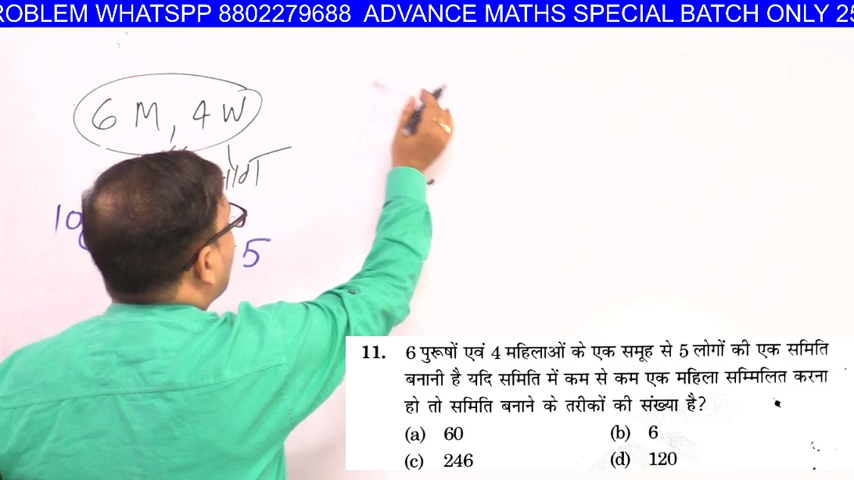 ROBLEM WHATSPP 8802279688 ADVANCE MATHS SPECIAL BATCH ONLY 25
6 M, 4 W
10
5
11. 6 पुरूषों एवं 4 महिलाओं के एक समूह से 5 लोगों की एक समिति
बनानी है यदि समिति में कम से कम एक महिला सम्मिलित करना
हो तो समिति बनाने के तरीकों की संख्या है?
(a) 60 (b) 6
(c) 246 (d) 120